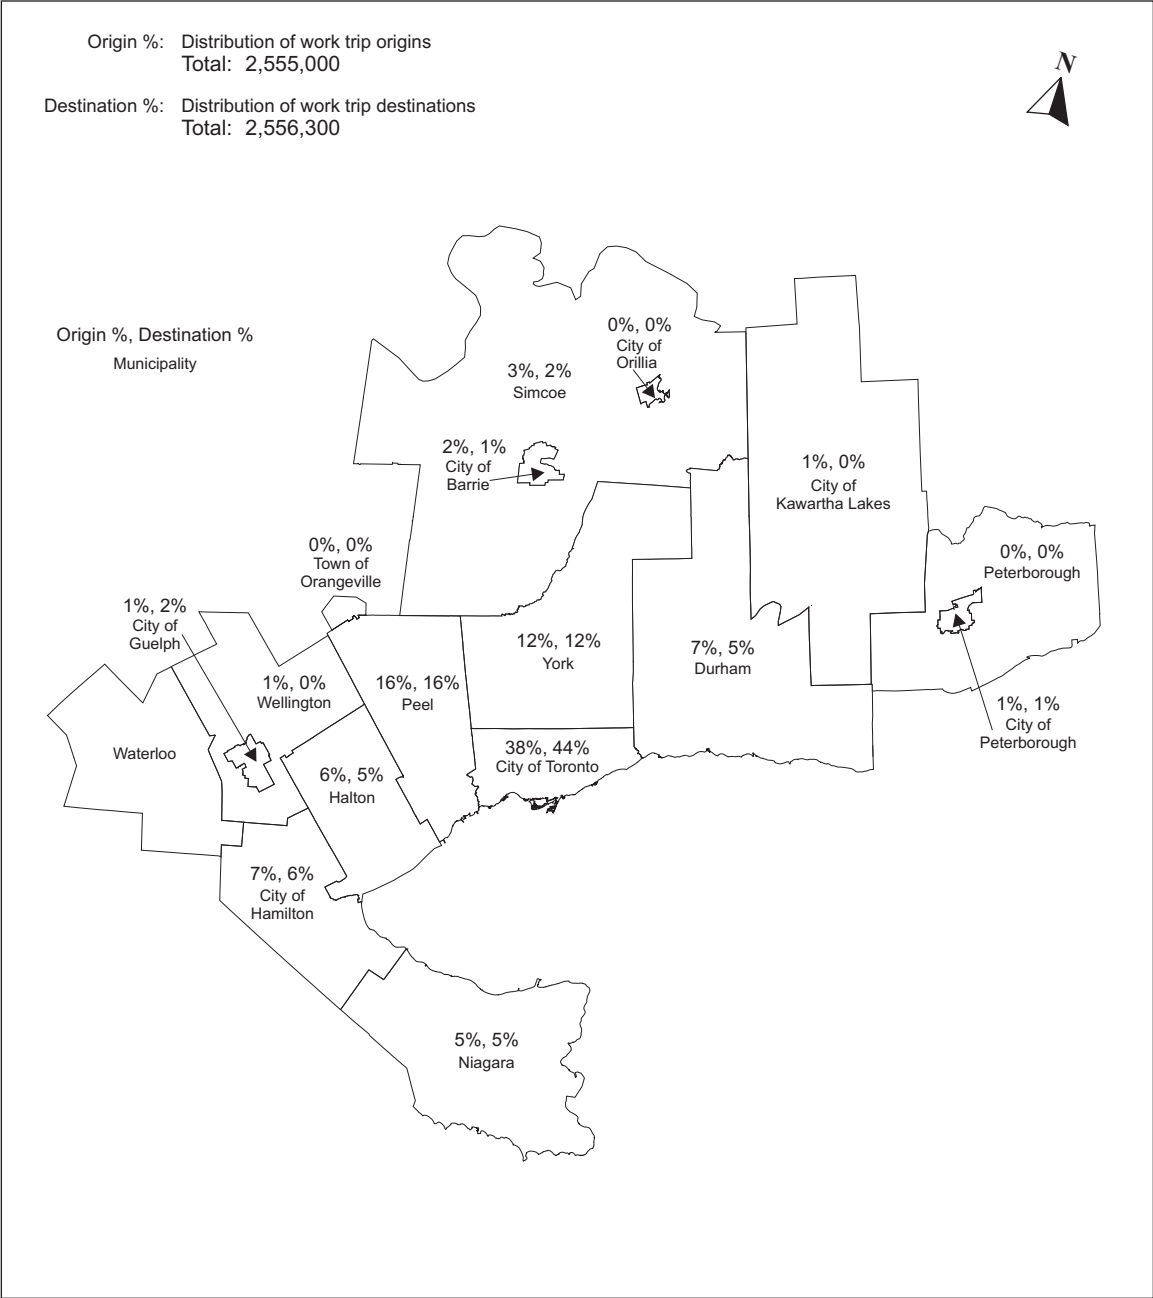 Origin %: Distribution of work trip origins
Total: 2,555,000
Destination %: Distribution of work trip destinations
Total: 2,556,300
N
Origin %, Destination %
Municipality
0%, 0%
City of
Orillia
3%, 2%
Simcoe
2%, 1%
City of
Barrie
1%, 0%
City of
Kawartha Lakes
0%, 0%
Town of
Orangeville
0%, 0%
Peterborough
1%, 2%
City of
Guelph
12%, 12%
York
7%, 5%
Durham
1%, 0%
Wellington
16%, 16%
Peel
1%, 1%
City of
Peterborough
Waterloo
38%, 44%
City of Toronto
6%, 5%
Halton
7%, 6%
City of
Hamilton
5%, 5%
Niagara